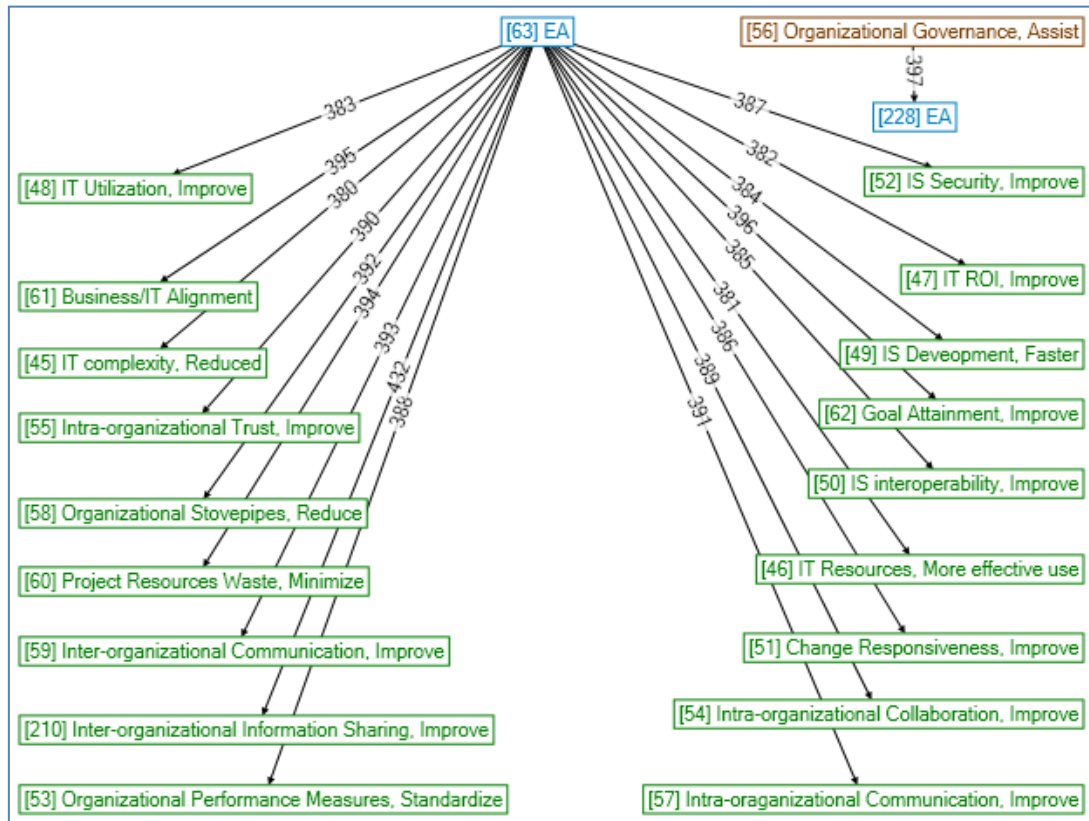 [63] EA
[56] Organizational Governance, Assist
397
[228] EA
383
387
395
382
380
384
390
396
392
385
394
381
393
386
432
389
388
391
[48] IT Utilization, Improve
[52] IS Security, Improve
[61] Business/IT Alignment
[47] IT ROI, Improve
[45] IT complexity, Reduced
[49] IS Deveopment, Faster
[55] Intra-organizational Trust, Improve
[62] Goal Attainment, Improve
[50] IS interoperability, Improve
[58] Organizational Stovepipes, Reduce
[60] Project Resources Waste, Minimize
[46] IT Resources, More effective use
[59] Inter-organizational Communication, Improve
[51] Change Responsiveness, Improve
[210] Inter-organizational Information Sharing, Improve
[54] Intra-organizational Collaboration, Improve
[53] Organizational Performance Measures, Standardize
[57] Intra-oraganizational Communication, Improve